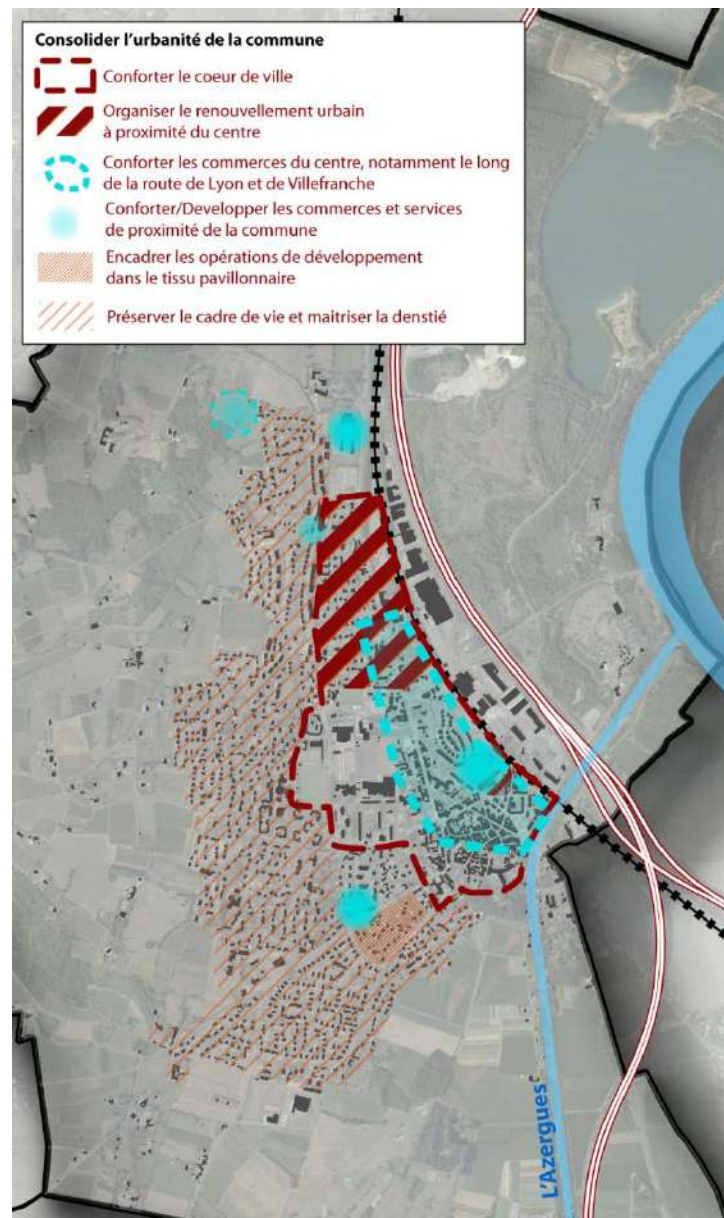 Consolider l'urbanité de la commune
Conforter le coeur de ville
Organiser le renouvellement urbain
à proximité du centre
Conforter les commerces du centre, notamment le long
de la route de Lyon et de Villefranche
Conforter/Developper les commerces et services
de proximité de la commune
Encadrer les opérations de développement
dans le tissu pavillonnaire
Préserver le cadre de vie et maitriser la denstié
L'Azergues